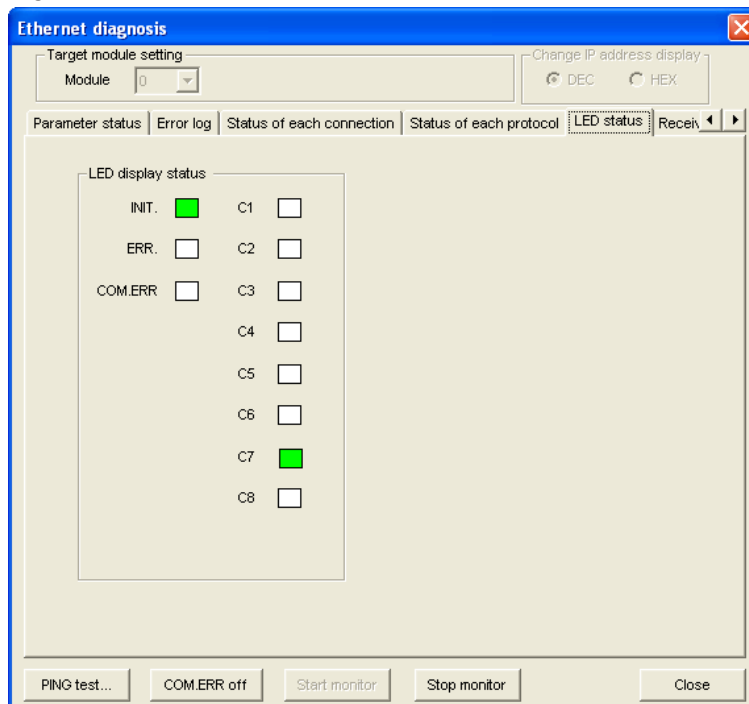 Ethernet diagnosis
Target module setting
Change IP address display
Module 0
DEC HEX
Parameter status Error log Status of each connection Status of each protocol LED status Receiv
LED display status
INIT. C1
ERR. C2
COM.ERR C3
C4
C5
C6
C7
C8
PING test... COM.ERR off Start monitor Stop monitor Close